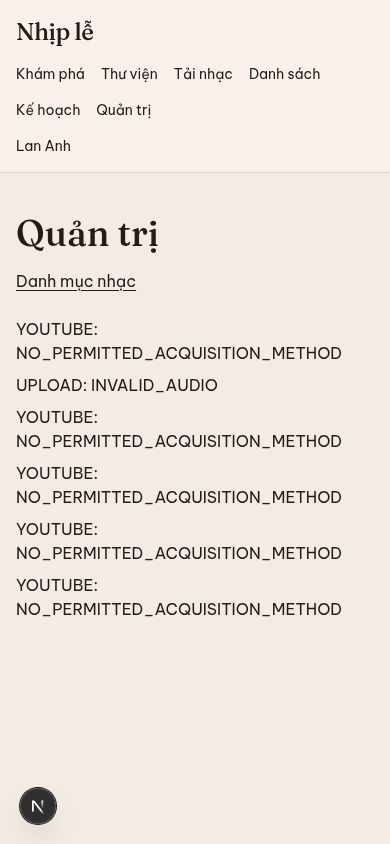 Nhịp lễ
Khám phá Thư viện Tải nhạc Danh sách
Kế hoạch Quản trị
Lan Anh
Quản trị
Danh mục nhạc
YOUTUBE:
NO_PERMITTED_ACQUISITION_METHOD
UPLOAD: INVALID_AUDIO
YOUTUBE:
NO_PERMITTED_ACQUISITION_METHOD
YOUTUBE:
NO_PERMITTED_ACQUISITION_METHOD
YOUTUBE:
NO_PERMITTED_ACQUISITION_METHOD
YOUTUBE:
NO_PERMITTED_ACQUISITION_METHOD
N